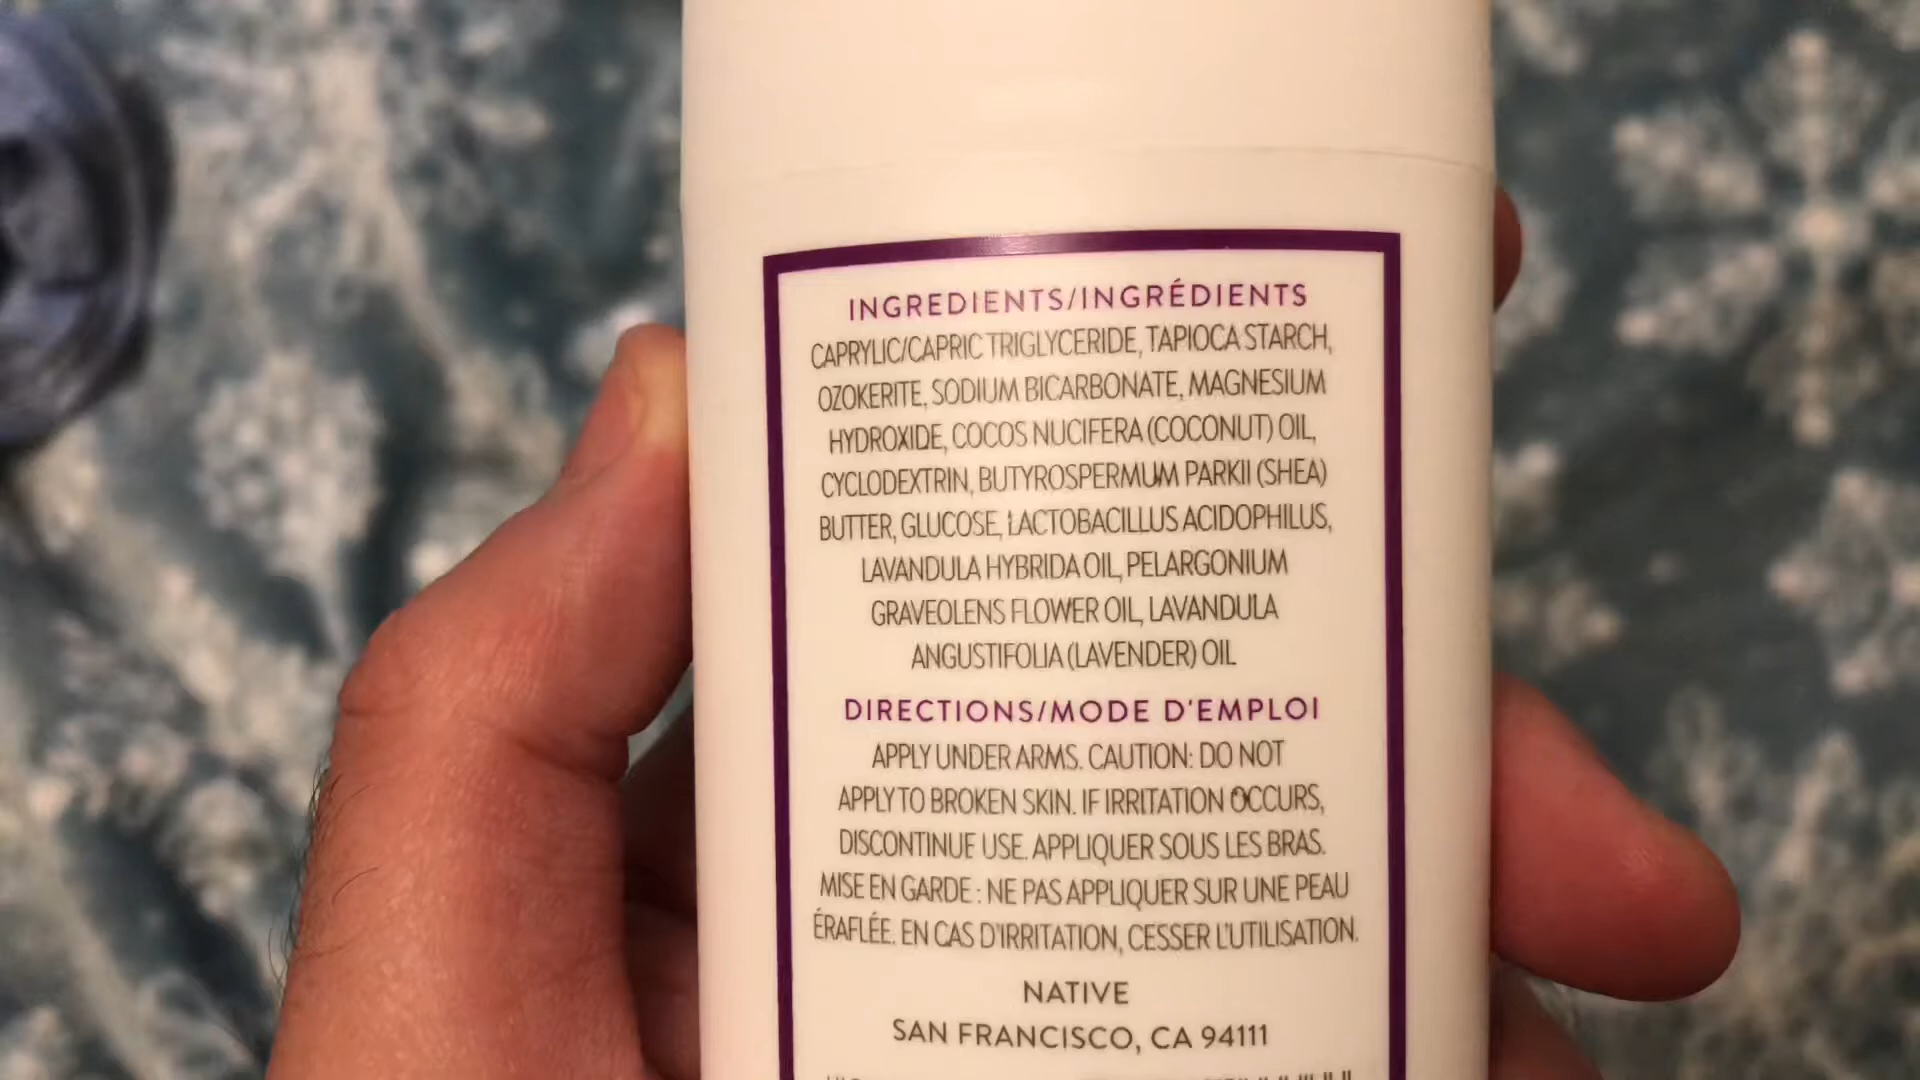 INGREDIENTS/INGRÉDIENTS
CAPRYLIC/CAPRIC TRIGLYCERIDE, TAPIOCA STARCH,
OZOKERITE, SODIUM BICARBONATE, MAGNESIUM
HYDROXIDE, COCOS NUCIFERA (COCONUT) OIL,
CYCLODEXTRIN, BUTYROSPERMUM PARKII (SHEA)
BUTTER, GLUCOSE, LACTOBACILLUS ACIDOPHILUS,
LAVANDULA HYBRIDA OIL, PELARGONIUM
GRAVEOLENS FLOWER OIL, LAVANDULA
ANGUSTIFOLIA (LAVENDER) OIL
DIRECTIONS/MODE D'EMPLOI
APPLY UNDER ARMS. CAUTION: DO NOT
APPLY TO BROKEN SKIN. IF IRRITATION OCCURS,
DISCONTINUE USE. APPLIQUER SOUS LES BRAS.
MISE EN GARDE : NE PAS APPLIQUER SUR UNE PEAU
ÉRAFLÉE. EN CAS D'IRRITATION, CESSER L'UTILISATION.
NATIVE
SAN FRANCISCO, CA 94111